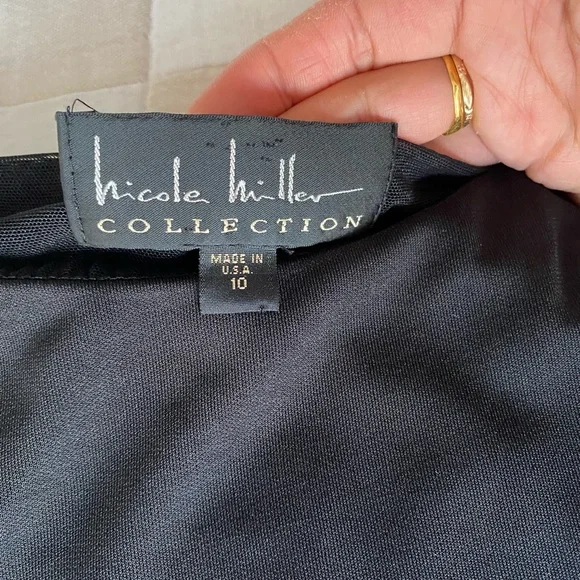 nicole miller
COLLECTION
MADE IN
U.S.A.
10